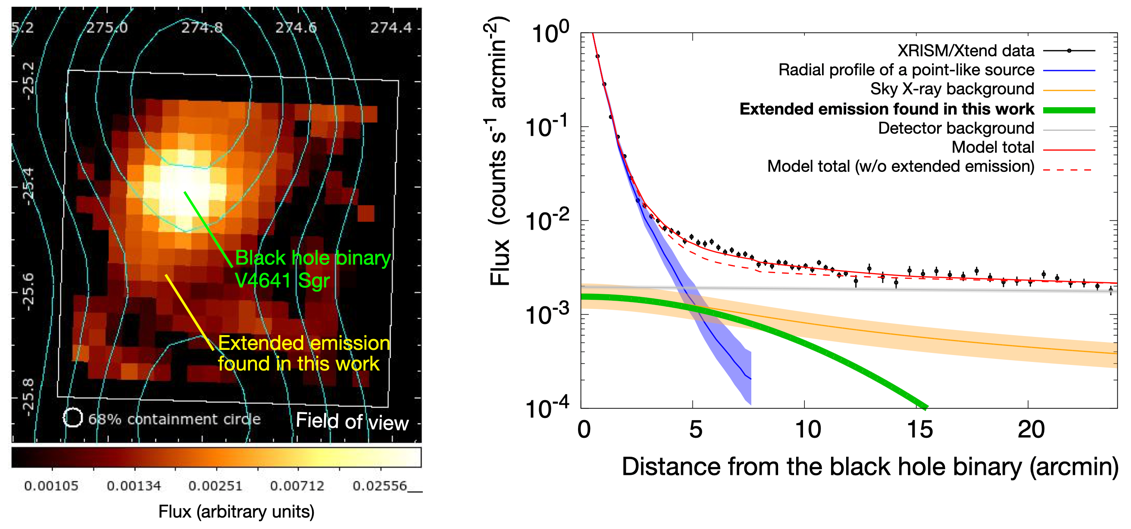 5.2 275.0 274.8 274.6 274.4
-25.2
-25.4
-25.6
-25.8
Black hole binary
V4641 Sgr
Extended emission
found in this work
68% containment circle
Field of view
0.00105 0.00134 0.00251 0.00712 0.02556
Flux (arbitrary units)
Flux (counts s-1 arcmin-2)
10^0
10^-1
10^-2
10^-3
10^-4
XRISM/Xtend data
Radial profile of a point-like source
Sky X-ray background
Extended emission found in this work
Detector background
Model total
Model total (w/o extended emission)
0 5 10 15 20
Distance from the black hole binary (arcmin)